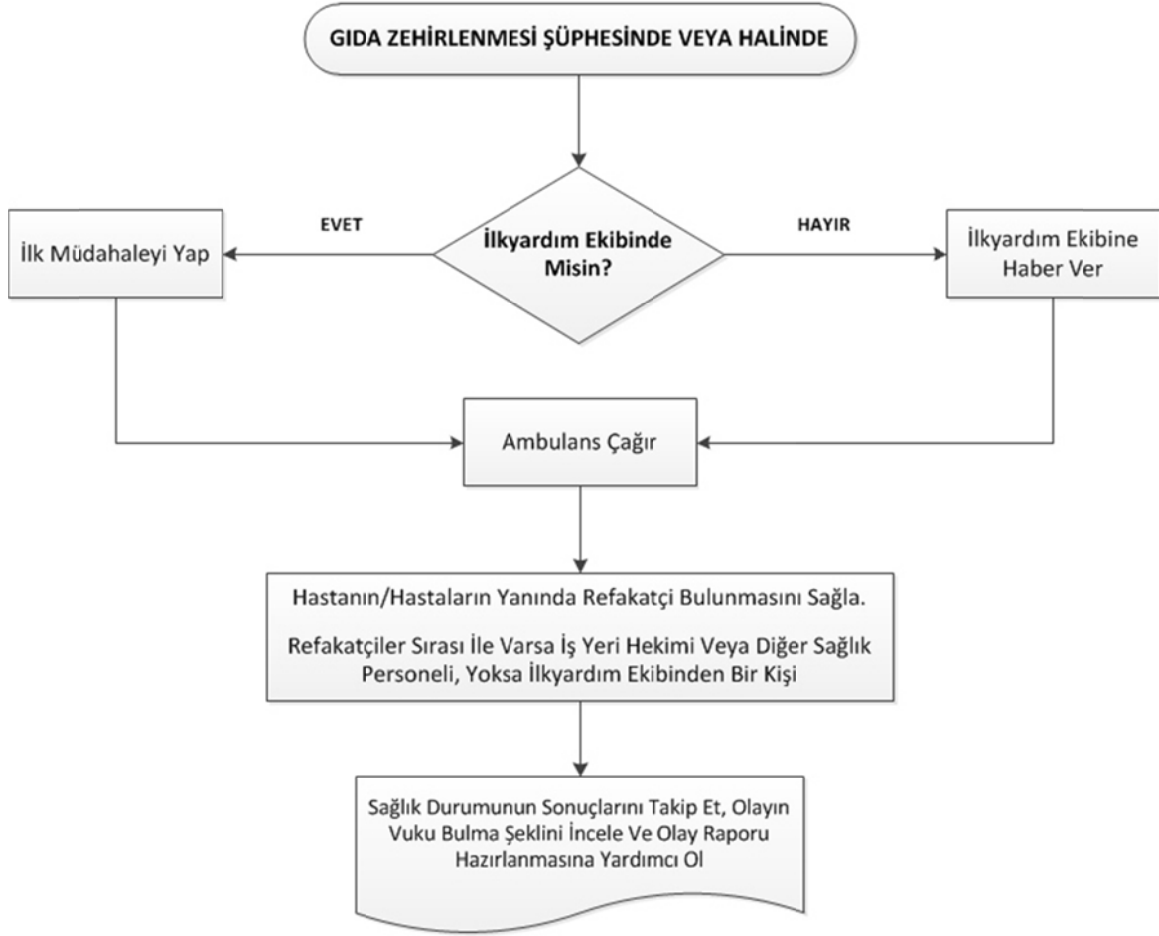 GIDA ZEHİRLENMESİ ŞÜPHESİNDE VEYA HALİNDE
EVET
HAYIR
İlk Müdahaleyi Yap
İlkyardım Ekibinde
Misin?
İlkyardım Ekibine
Haber Ver
Ambulans Çağır
Hastanın/Hastaların Yanında Refakatçi Bulunmasını Sağla.
Refakatçiler Sırası İle Varsa İş Yeri Hekimi Veya Diğer Sağlık
Personeli, Yoksa İlkyardım Ekibinden Bir Kişi
Sağlık Durumunun Sonuçlarını Takip Et, Olayın
Vuku Bulma Şeklini İncele Ve Olay Raporu
Hazırlanmasına Yardımcı Ol